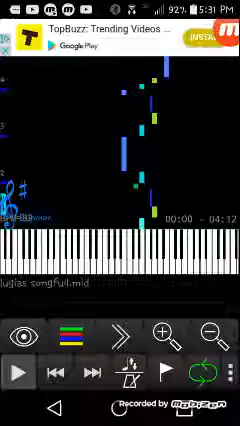 92% 5:31 PM
TopBuzz: Trending Videos ...
Google Play
INSTA
00:00 - 04:12
lugias songfull.mid
Recorded by Mobizen